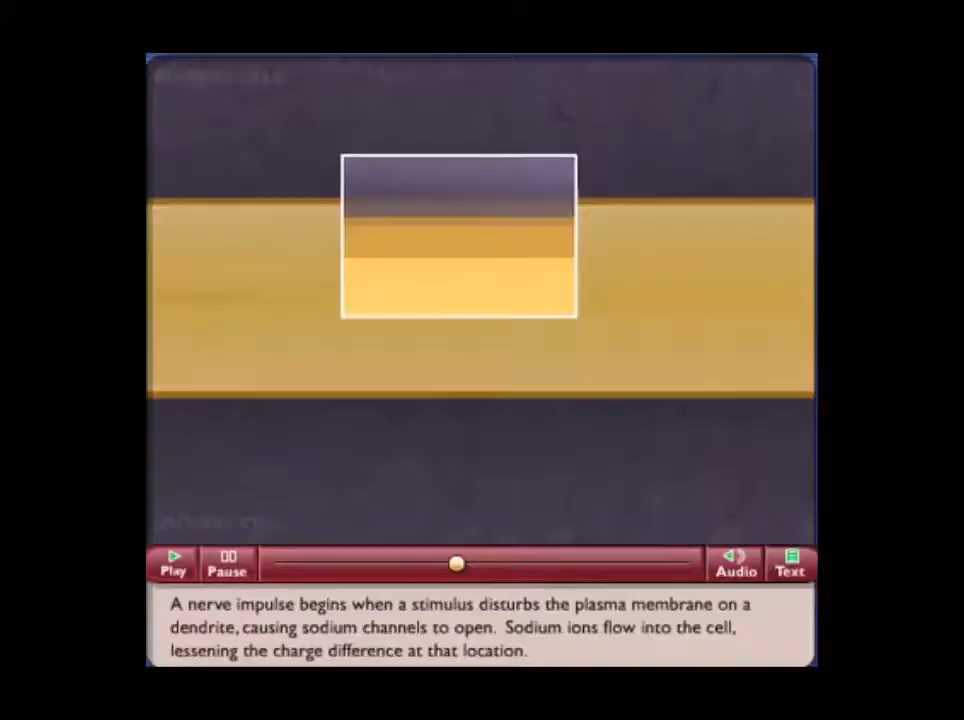 Play
Pause
Audio
Text
A nerve impulse begins when a stimulus disturbs the plasma membrane on a
dendrite, causing sodium channels to open. Sodium ions flow into the cell,
lessening the charge difference at that location.